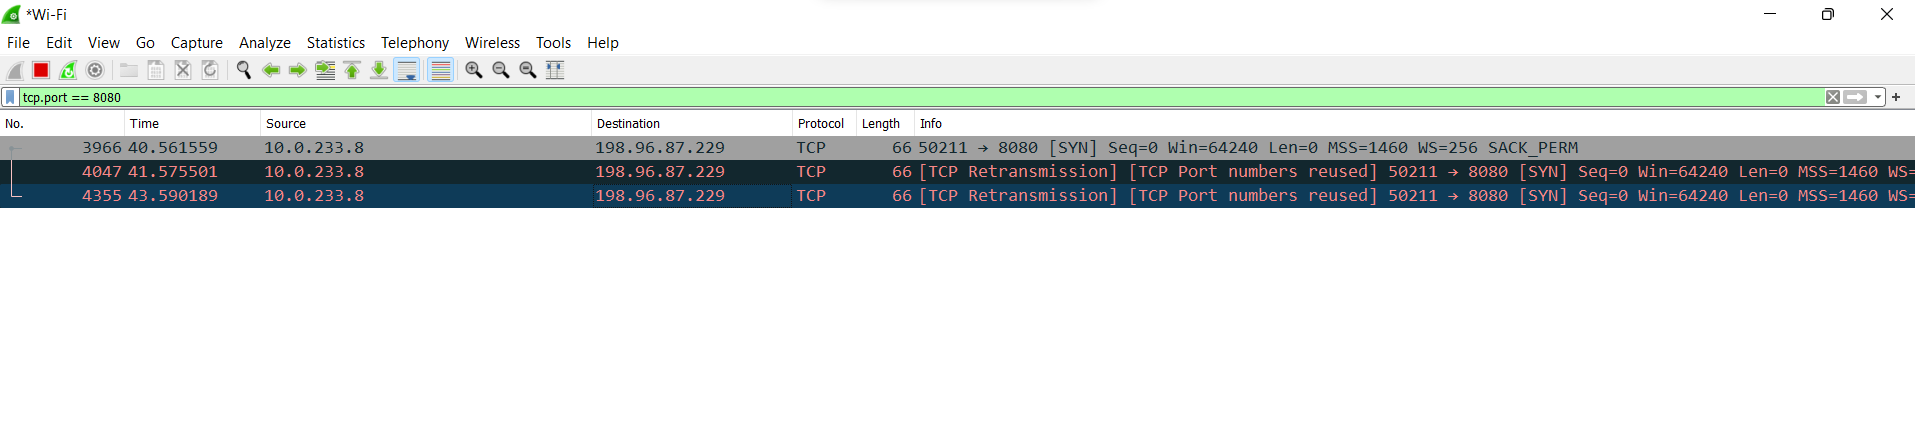 *Wi-Fi
File Edit View Go Capture Analyze Statistics Telephony Wireless Tools Help
tcp.port == 8080
No. Time Source Destination Protocol Length Info
3966 40.561559 10.0.233.8 198.96.87.229 TCP 66 50211 → 8080 [SYN] Seq=0 Win=64240 Len=0 MSS=1460 WS=256 SACK_PERM
4047 41.575501 10.0.233.8 198.96.87.229 TCP 66 [TCP Retransmission] [TCP Port numbers reused] 50211 → 8080 [SYN] Seq=0 Win=64240 Len=0 MSS=1460 WS=
4355 43.590189 10.0.233.8 198.96.87.229 TCP 66 [TCP Retransmission] [TCP Port numbers reused] 50211 → 8080 [SYN] Seq=0 Win=64240 Len=0 MSS=1460 WS=